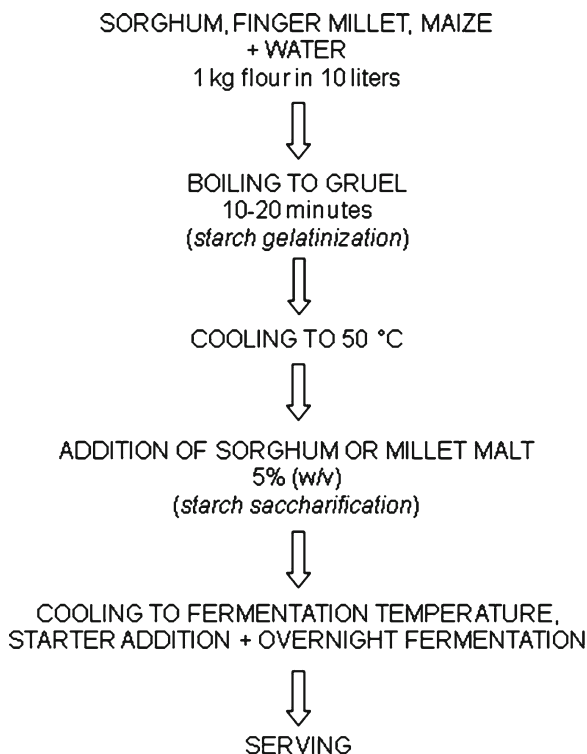 SORGHUM, FINGER MILLET, MAIZE
+ WATER
1 kg flour in 10 liters
BOILING TO GRUEL
10-20 minutes
(starch gelatinization)
COOLING TO 50 °C
ADDITION OF SORGHUM OR MILLET MALT
5% (w/v)
(starch saccharification)
COOLING TO FERMENTATION TEMPERATURE,
STARTER ADDITION + OVERNIGHT FERMENTATION
SERVING